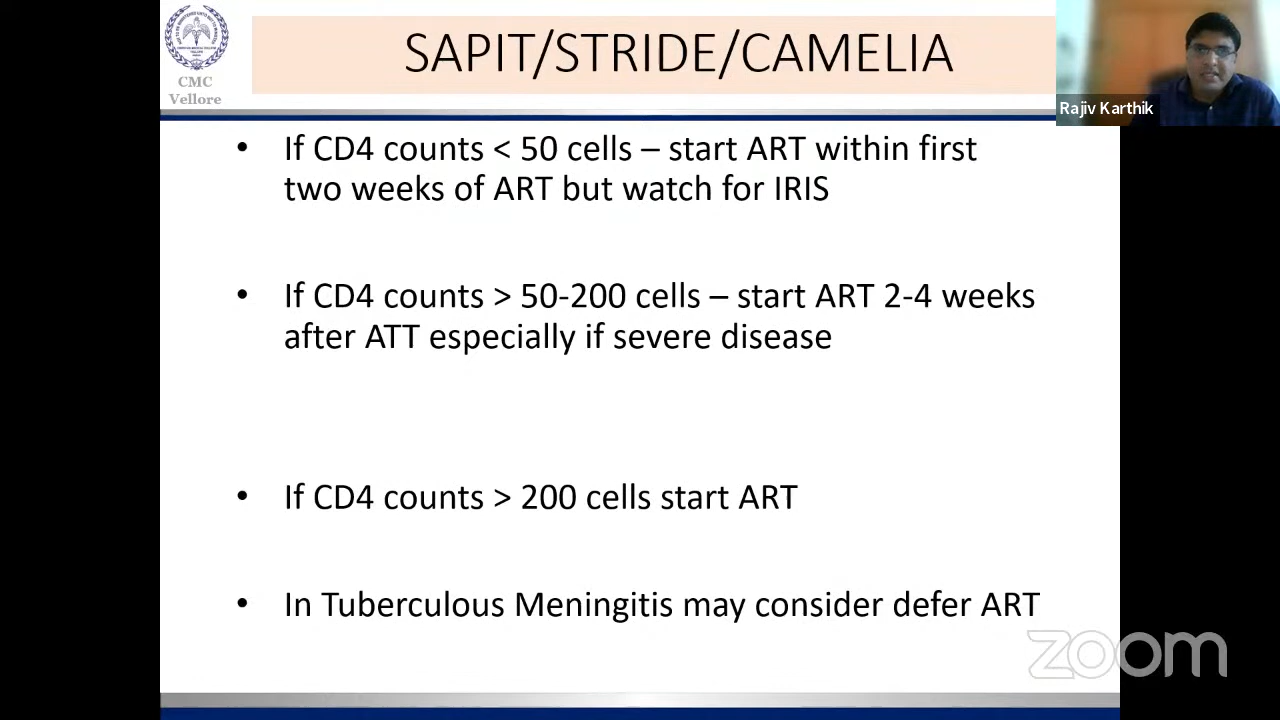 CMC
Vellore
SAPIT/STRIDE/CAMELIA
Rajiv Karthik
• If CD4 counts < 50 cells – start ART within first
two weeks of ART but watch for IRIS
• If CD4 counts > 50-200 cells – start ART 2-4 weeks
after ATT especially if severe disease
• If CD4 counts > 200 cells start ART
• In Tuberculous Meningitis may consider defer ART
zoom